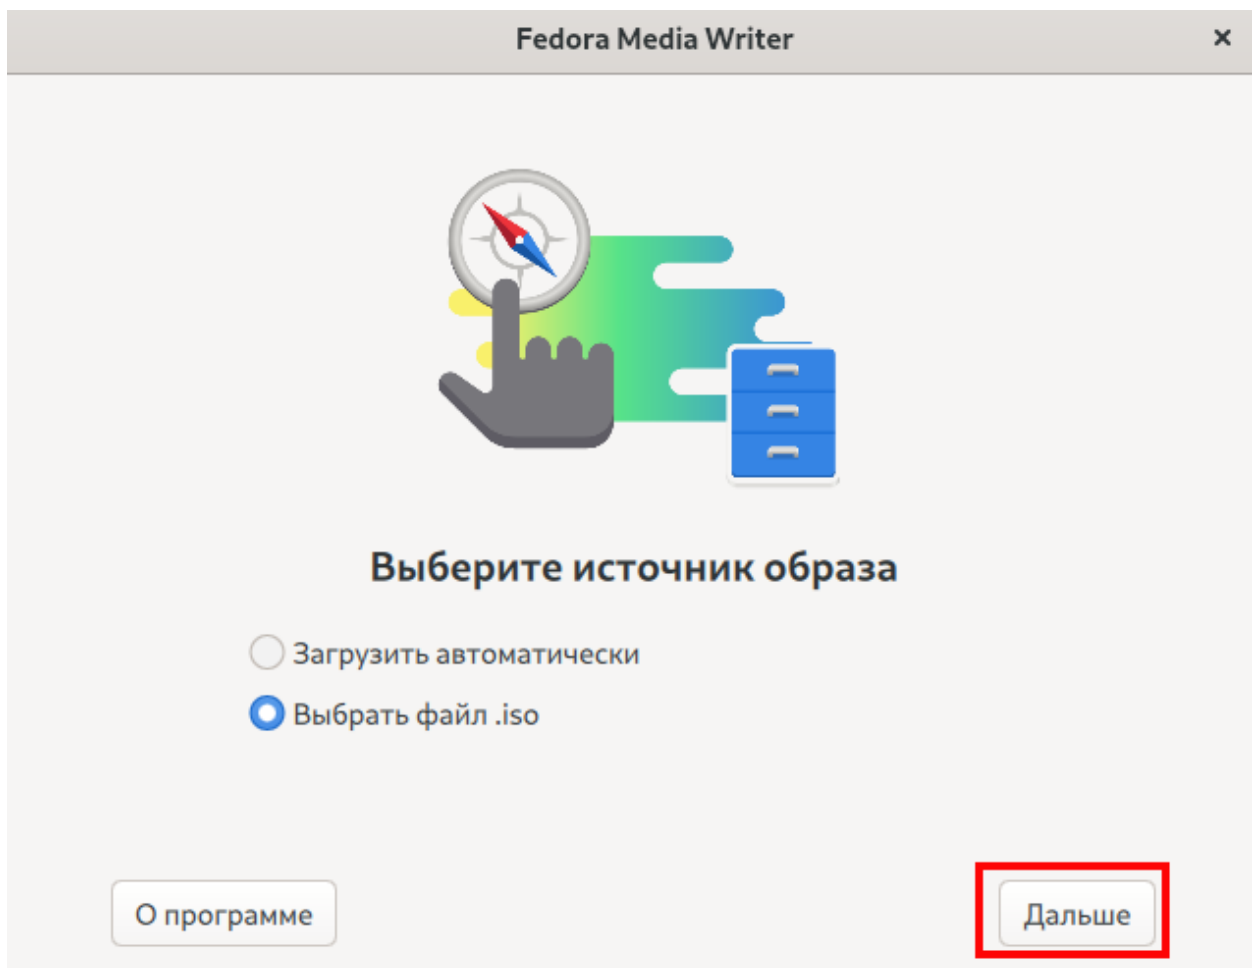 Fedora Media Writer
Выберите источник образа
Загрузить автоматически
Выбрать файл .iso
О программе
Дальше